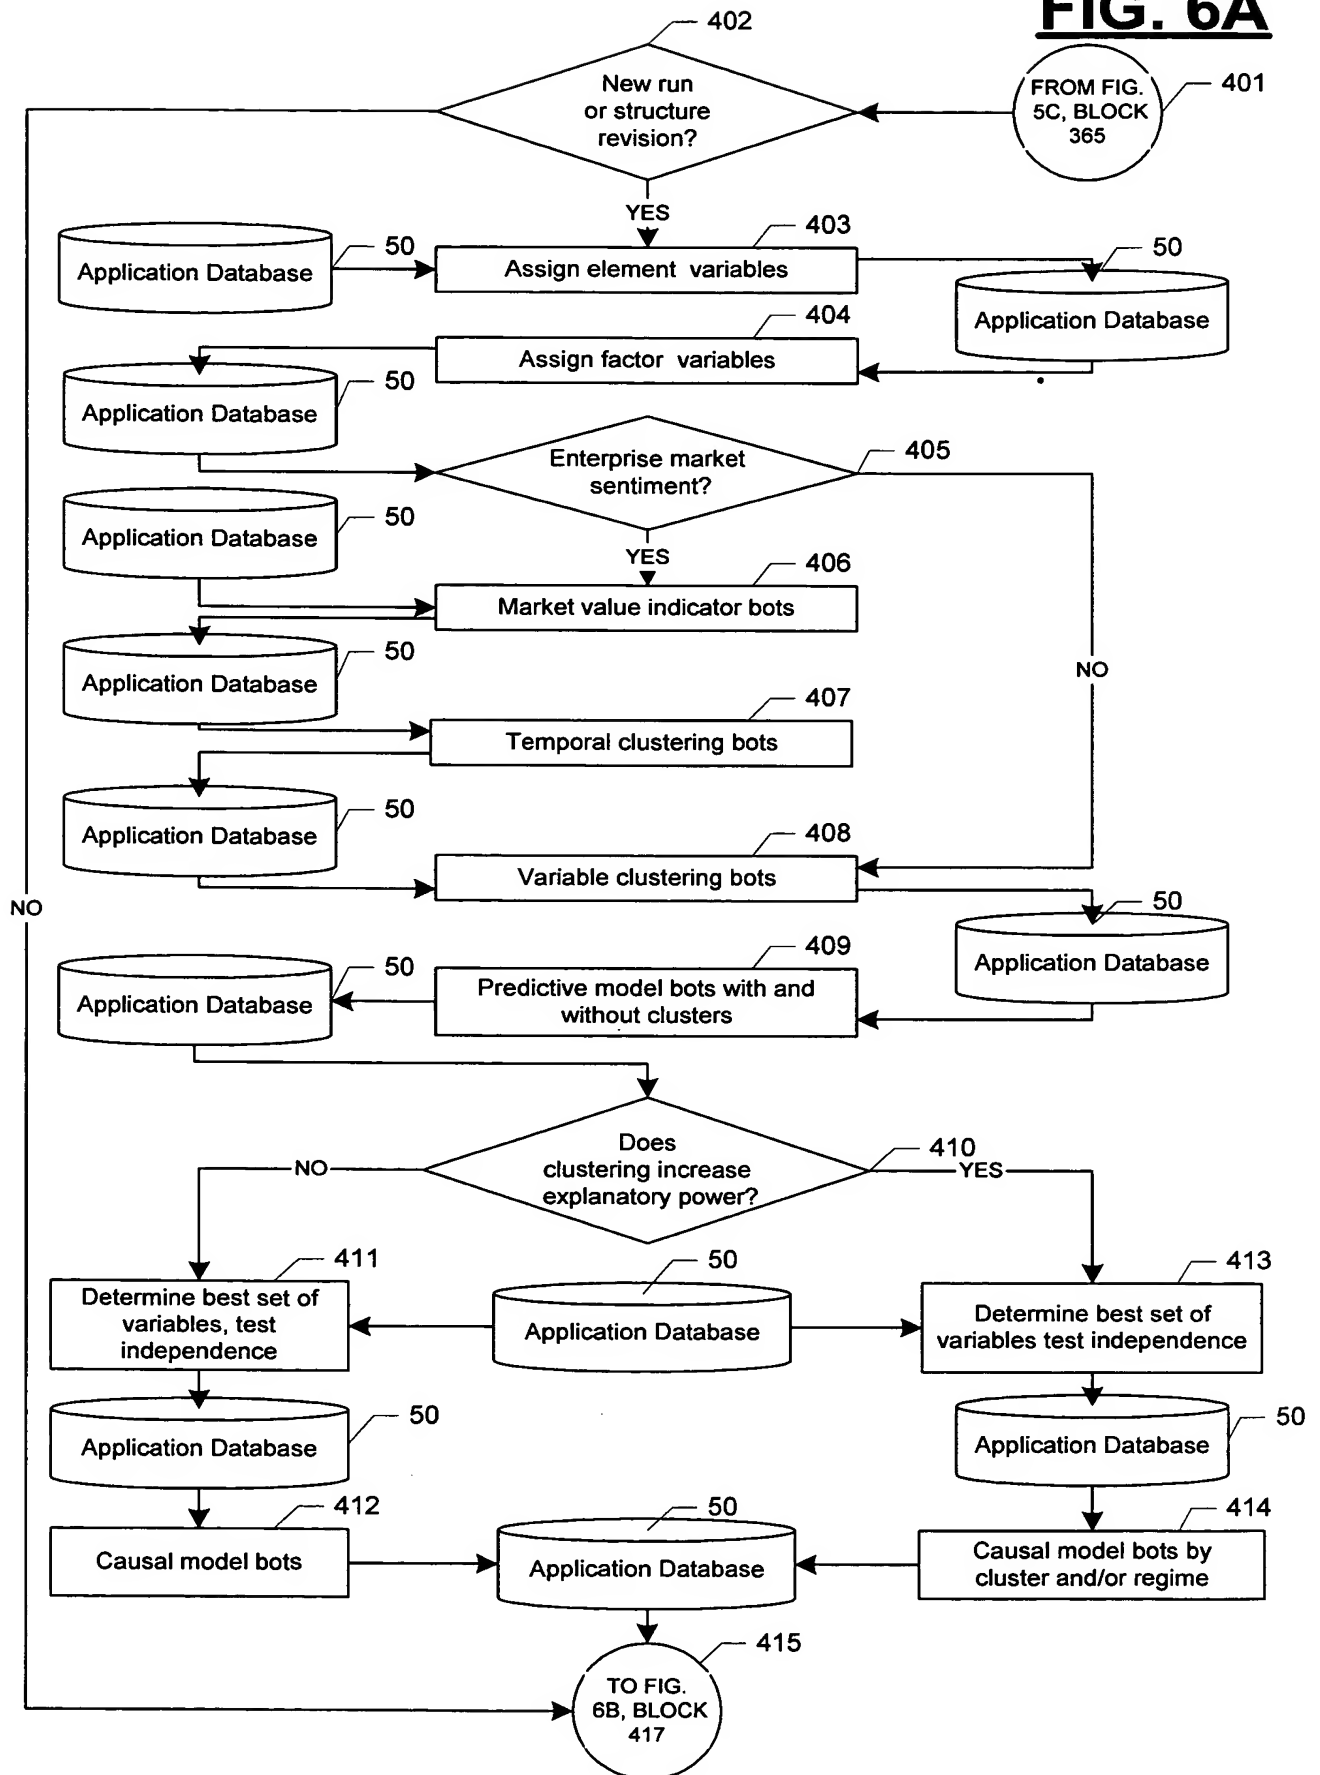 FIG. 6A
402
New run
or structure
revision?
FROM FIG.
5C, BLOCK
365
401
YES
403
50
Application Database
Assign element variables
50
Application Database
404
Assign factor variables
50
Application Database
405
Enterprise market
sentiment?
50
Application Database
YES
406
Market value indicator bots
50
Application Database
NO
407
Temporal clustering bots
50
Application Database
408
Variable clustering bots
NO
50
Application Database
409
50
Application Database
Predictive model bots with and
without clusters
Does
clustering increase
explanatory power?
410
NO
YES
411
Determine best set of
variables, test
independence
50
Application Database
413
Determine best set of
variables test independence
50
Application Database
50
Application Database
412
Causal model bots
50
Application Database
414
Causal model bots by
cluster and/or regime
415
TO FIG.
6B, BLOCK
417